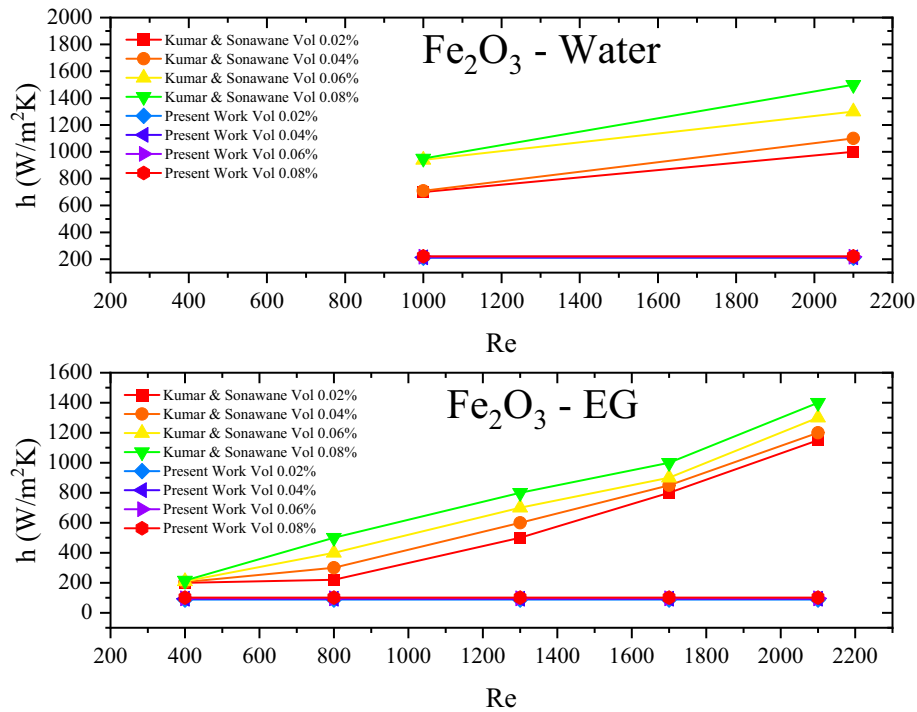 Fe₂O₃ - Water
Kumar & Sonawane Vol 0.02%
Kumar & Sonawane Vol 0.04%
Kumar & Sonawane Vol 0.06%
Kumar & Sonawane Vol 0.08%
Present Work Vol 0.02%
Present Work Vol 0.04%
Present Work Vol 0.06%
Present Work Vol 0.08%
h (W/m²K)
2000
1800
1600
1400
1200
1000
800
600
400
200
200 400 600 800 1000 1200 1400 1600 1800 2000 2200
Re
Fe₂O₃ - EG
Kumar & Sonawane Vol 0.02%
Kumar & Sonawane Vol 0.04%
Kumar & Sonawane Vol 0.06%
Kumar & Sonawane Vol 0.08%
Present Work Vol 0.02%
Present Work Vol 0.04%
Present Work Vol 0.06%
Present Work Vol 0.08%
h (W/m²K)
1600
1400
1200
1000
800
600
400
200
0
200 400 600 800 1000 1200 1400 1600 1800 2000 2200
Re